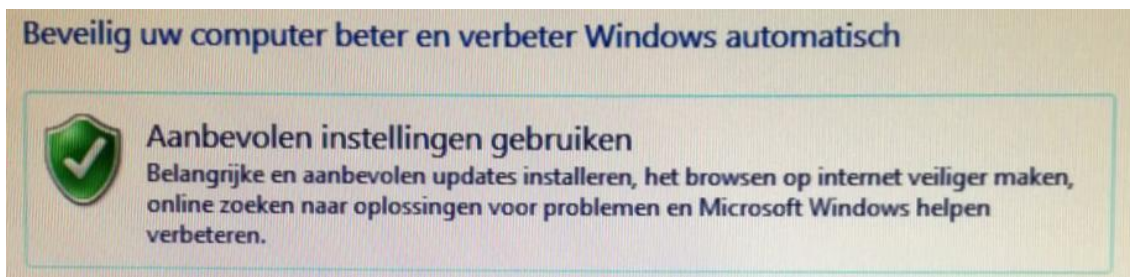 Beveilig uw computer beter en verbeter Windows automatisch
Aanbevolen instellingen gebruiken
Belangrijke en aanbevolen updates installeren, het browsen op internet veiliger maken,
online zoeken naar oplossingen voor problemen en Microsoft Windows helpen
verbeteren.